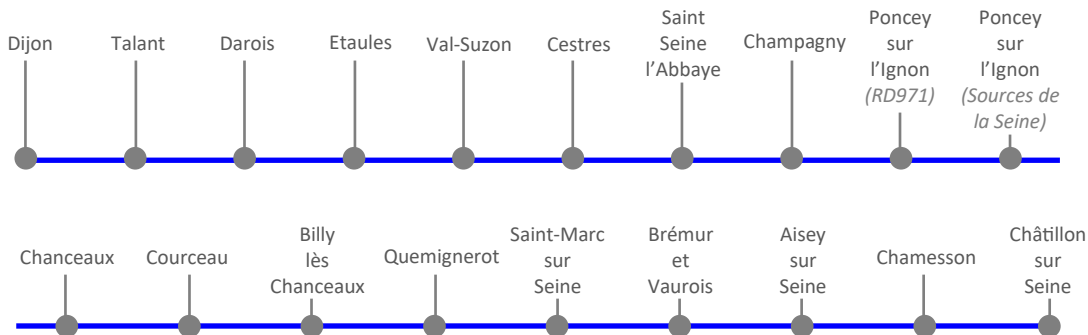 Dijon
Talant
Darois
Etaules
Val-Suzon
Cestres
Saint
Seine
l’Abbaye
Champagny
Poncey
sur
l’Ignon
(RD971)
Poncey
sur
l’Ignon
(Sources de
la Seine)
Chanceaux
Courceau
Billy
lès
Chanceaux
Quemignerot
Saint-Marc
sur
Seine
Brémur
et
Vaurois
Aisey
sur
Seine
Chamesson
Châtillon
sur
Seine